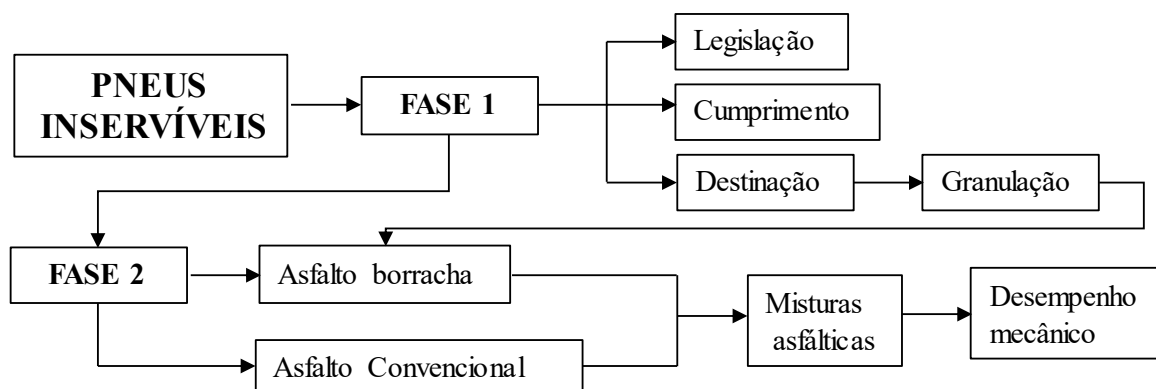 PNEUS
INSERVÍVEIS
FASE 1
Legislação
Cumprimento
Destinação
Granulação
FASE 2
Asfalto borracha
Asfalto Convencional
Misturas
asfálticas
Desempenho
mecânico